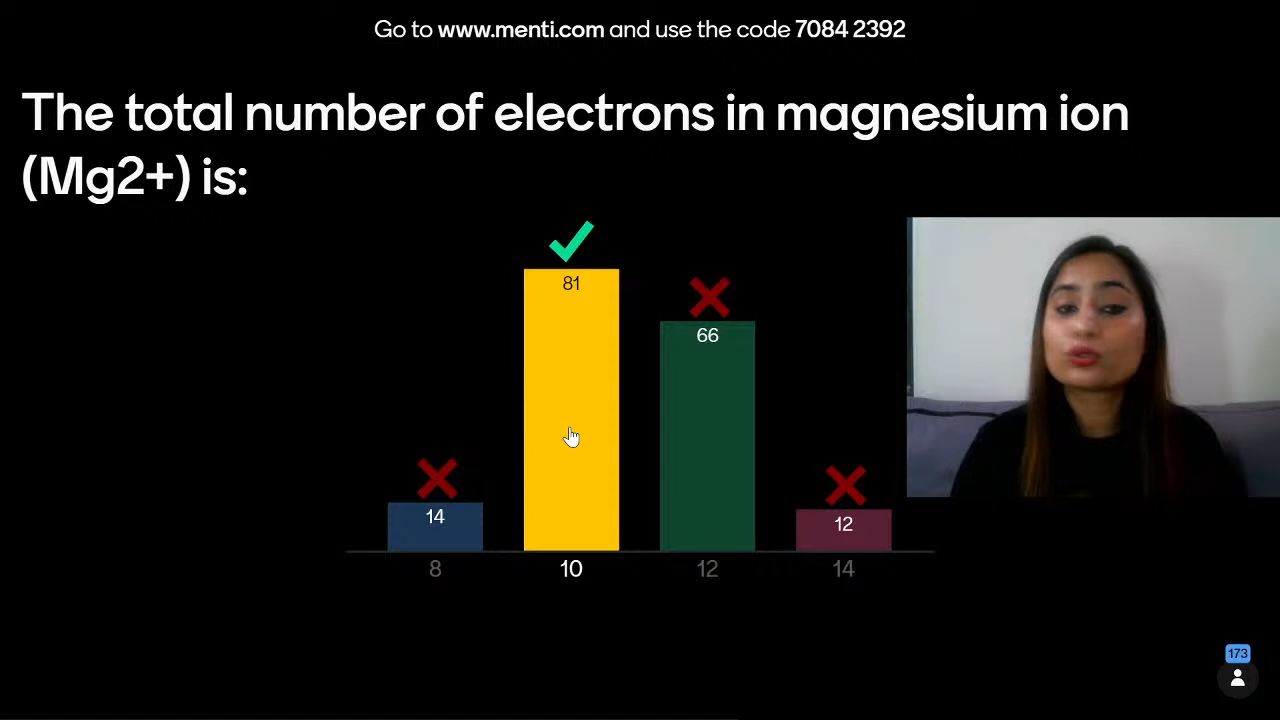 Go to www.menti.com and use the code 7084 2392
The total number of electrons in magnesium ion
(Mg2+) is:
81
66
14
12
8 10 12 14
173